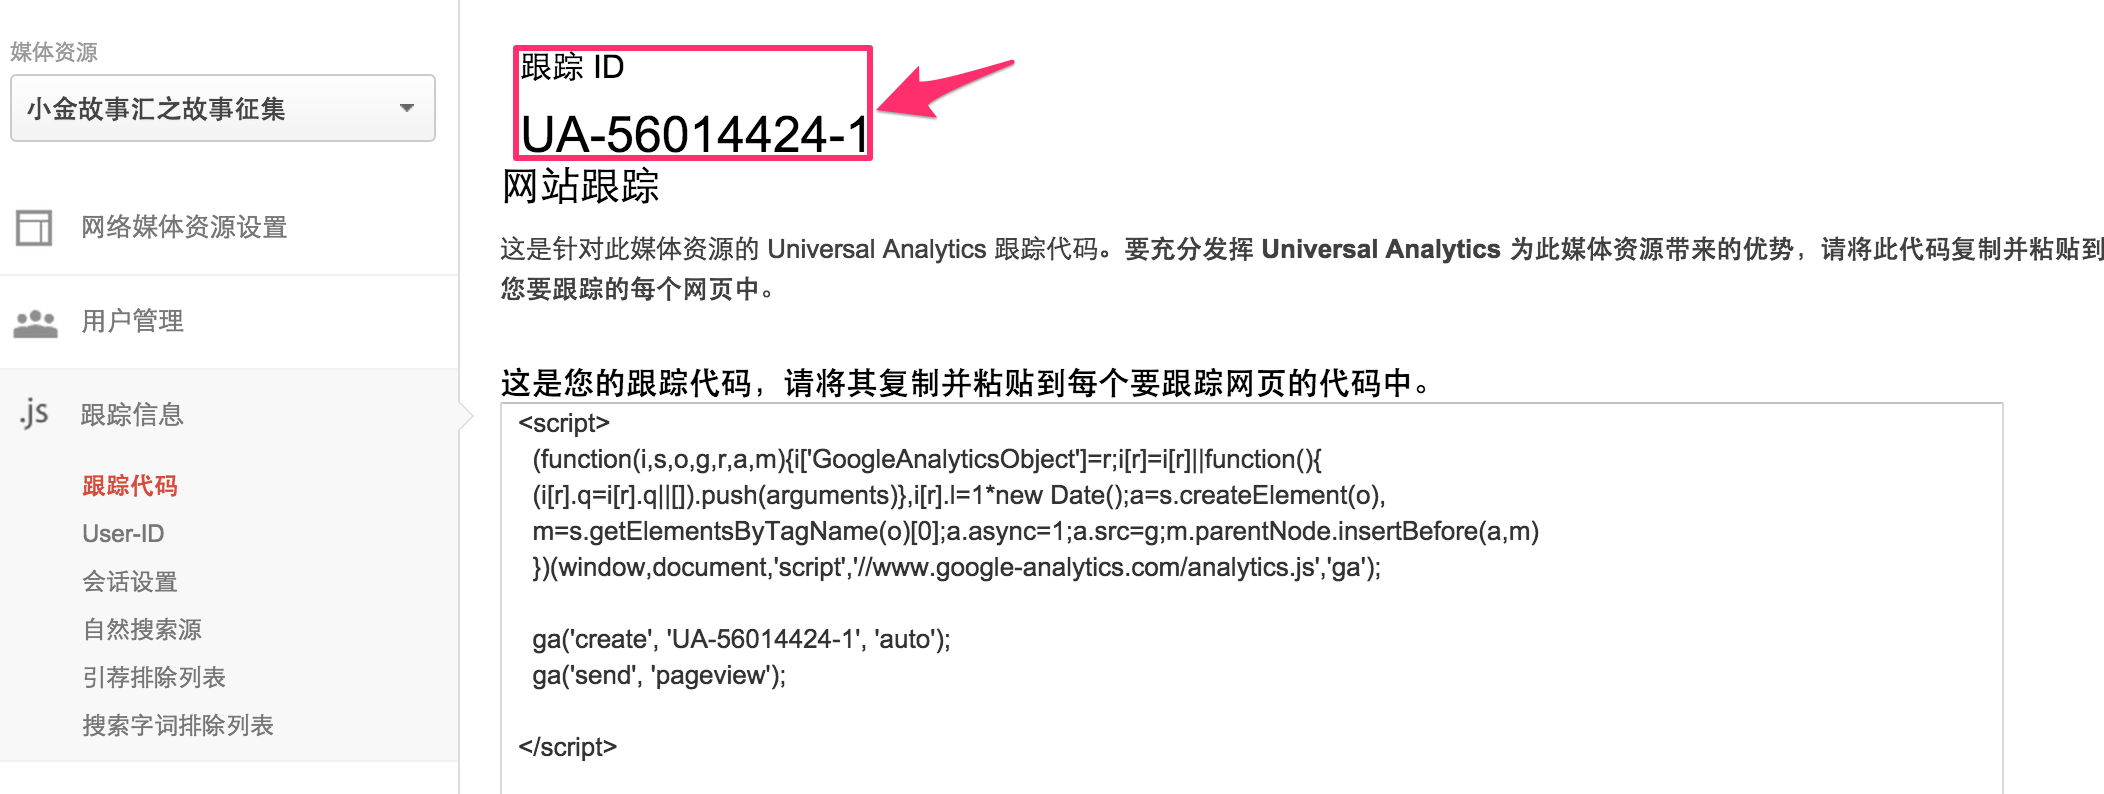 媒体资源
小金故事汇之故事征集
网络媒体资源设置
用户管理
.js 跟踪信息
跟踪代码
User-ID
会话设置
自然搜索源
引荐排除列表
搜索字词排除列表
跟踪 ID
UA-56014424-1
网站跟踪
这是针对此媒体资源的 Universal Analytics 跟踪代码。要充分发挥 Universal Analytics 为此媒体资源带来的优势，请将此代码复制并粘贴到
您要跟踪的每个网页中。
这是您的跟踪代码，请将其复制并粘贴到每个要跟踪网页的代码中。
<script>
(function(i,s,o,g,r,a,m){i['GoogleAnalyticsObject']=r;i[r]=i[r]||function(){
(i[r].q=i[r].q||[]).push(arguments)},i[r].l=1*new Date();a=s.createElement(o),
m=s.getElementsByTagName(o)[0];a.async=1;a.src=g;m.parentNode.insertBefore(a,m)
})(window,document,'script','//www.google-analytics.com/analytics.js','ga');
ga('create', 'UA-56014424-1', 'auto');
ga('send', 'pageview');
</script>